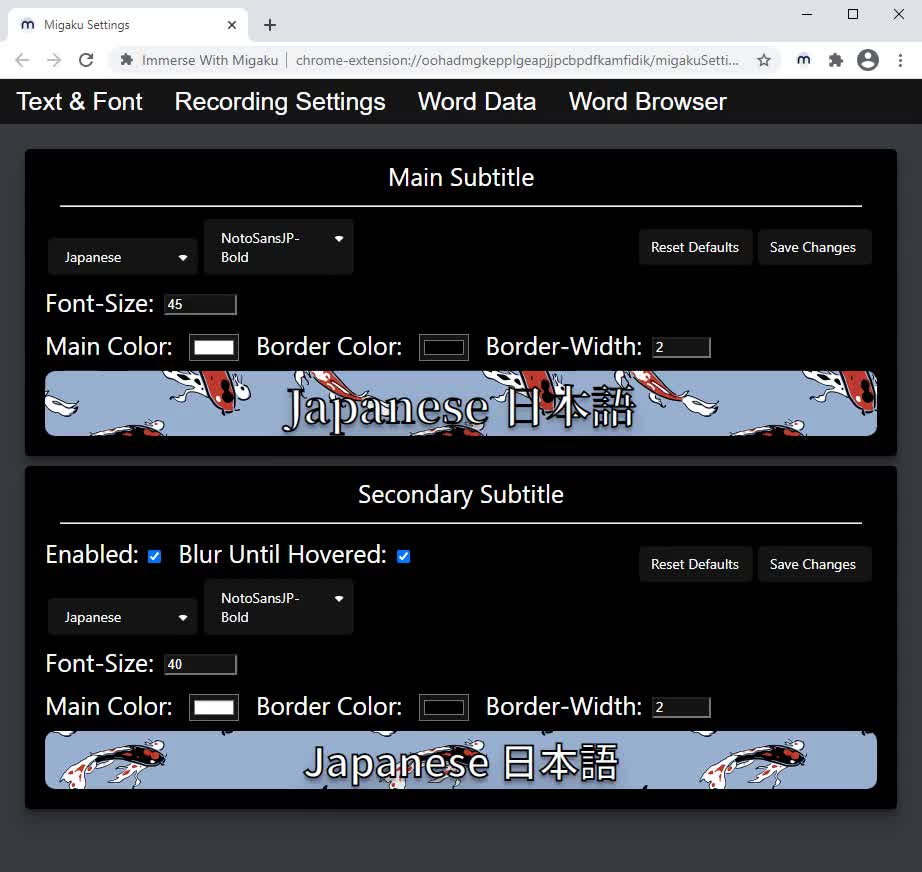 Migaku Settings
Immerse With Migaku | chrome-extension://oohadmgkepplgeapjjpcbpdfkamfidik/migakuSetti...
Text & Font Recording Settings Word Data Word Browser
Main Subtitle
Japanese
NotoSansJP-
Bold
Reset Defaults Save Changes
Font-Size: 45
Main Color: Border Color: Border-Width: 2
Japanese 日本語
Secondary Subtitle
Enabled: Blur Until Hovered:
Reset Defaults Save Changes
Japanese
NotoSansJP-
Bold
Font-Size: 40
Main Color: Border Color: Border-Width: 2
Japanese 日本語